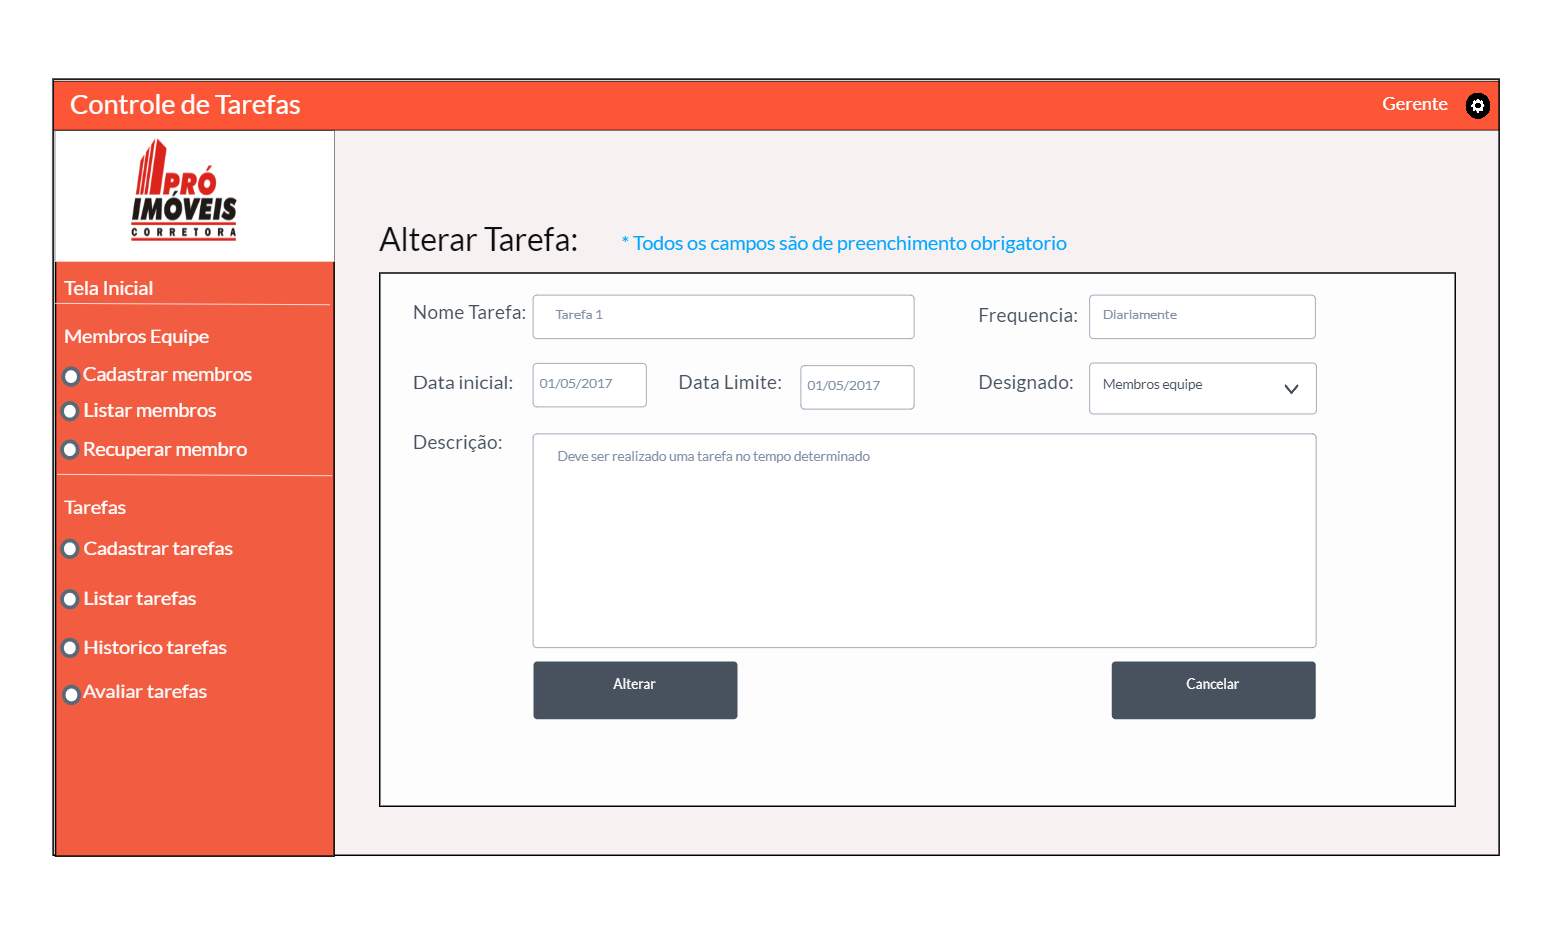 Controle de Tarefas
Gerente
PRÓ
IMÓVEIS
CORRETORA
Tela Inicial
Membros Equipe
Cadastrar membros
Listar membros
Recuperar membro
Tarefas
Cadastrar tarefas
Listar tarefas
Historico tarefas
Avaliar tarefas
Alterar Tarefa:
* Todos os campos são de preenchimento obrigatorio
Nome Tarefa: Tarefa 1
Frequencia: Diariamente
Data inicial: 01/05/2017
Data Limite: 01/05/2017
Designado: Membros equipe
Descrição: Deve ser realizado uma tarefa no tempo determinado
Alterar
Cancelar